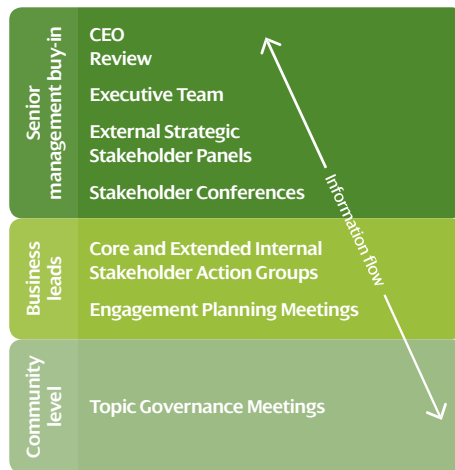 Senior
management buy-in
CEO
Review
Executive Team
External Strategic
Stakeholder Panels
Stakeholder Conferences
Information flow
Business
leads
Core and Extended Internal
Stakeholder Action Groups
Engagement Planning Meetings
Community
level
Topic Governance Meetings